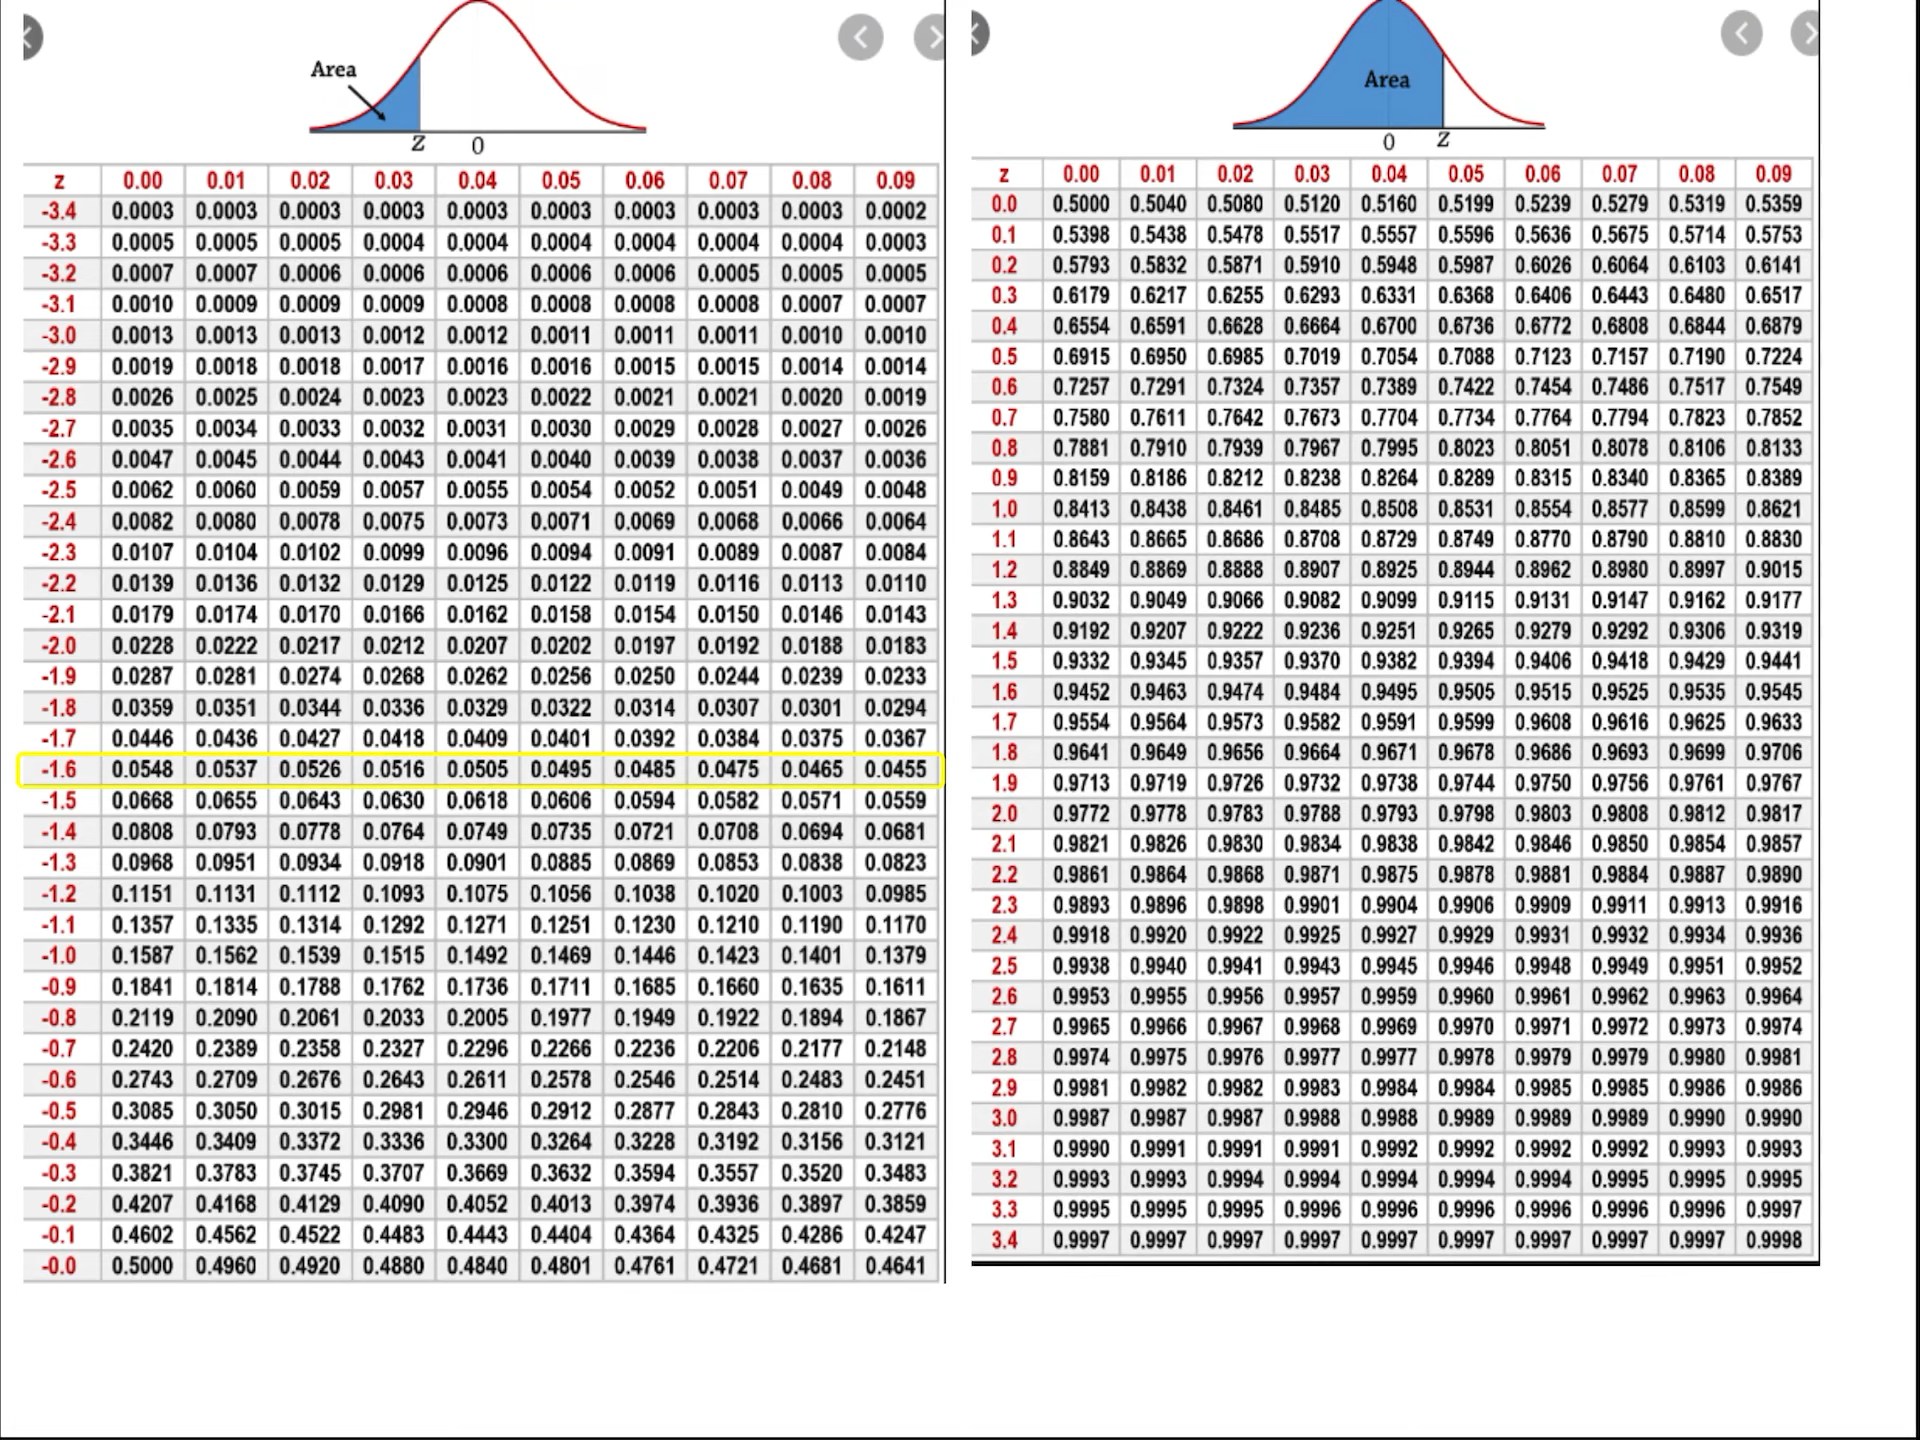 Area
Z 0
z 0.00 0.01 0.02 0.03 0.04 0.05 0.06 0.07 0.08 0.09
-3.4 0.0003 0.0003 0.0003 0.0003 0.0003 0.0003 0.0003 0.0003 0.0003 0.0002
-3.3 0.0005 0.0005 0.0005 0.0004 0.0004 0.0004 0.0004 0.0004 0.0004 0.0003
-3.2 0.0007 0.0007 0.0006 0.0006 0.0006 0.0006 0.0006 0.0005 0.0005 0.0005
-3.1 0.0010 0.0009 0.0009 0.0009 0.0008 0.0008 0.0008 0.0008 0.0007 0.0007
-3.0 0.0013 0.0013 0.0013 0.0012 0.0012 0.0011 0.0011 0.0011 0.0010 0.0010
-2.9 0.0019 0.0018 0.0018 0.0017 0.0016 0.0016 0.0015 0.0015 0.0014 0.0014
-2.8 0.0026 0.0025 0.0024 0.0023 0.0023 0.0022 0.0021 0.0021 0.0020 0.0019
-2.7 0.0035 0.0034 0.0033 0.0032 0.0031 0.0030 0.0029 0.0028 0.0027 0.0026
-2.6 0.0047 0.0045 0.0044 0.0043 0.0041 0.0040 0.0039 0.0038 0.0037 0.0036
-2.5 0.0062 0.0060 0.0059 0.0057 0.0055 0.0054 0.0052 0.0051 0.0049 0.0048
-2.4 0.0082 0.0080 0.0078 0.0075 0.0073 0.0071 0.0069 0.0068 0.0066 0.0064
-2.3 0.0107 0.0104 0.0102 0.0099 0.0096 0.0094 0.0091 0.0089 0.0087 0.0084
-2.2 0.0139 0.0136 0.0132 0.0129 0.0125 0.0122 0.0119 0.0116 0.0113 0.0110
-2.1 0.0179 0.0174 0.0170 0.0166 0.0162 0.0158 0.0154 0.0150 0.0146 0.0143
-2.0 0.0228 0.0222 0.0217 0.0212 0.0207 0.0202 0.0197 0.0192 0.0188 0.0183
-1.9 0.0287 0.0281 0.0274 0.0268 0.0262 0.0256 0.0250 0.0244 0.0239 0.0233
-1.8 0.0359 0.0351 0.0344 0.0336 0.0329 0.0322 0.0314 0.0307 0.0301 0.0294
-1.7 0.0446 0.0436 0.0427 0.0418 0.0409 0.0401 0.0392 0.0384 0.0375 0.0367
-1.6 0.0548 0.0537 0.0526 0.0516 0.0505 0.0495 0.0485 0.0475 0.0465 0.0455
-1.5 0.0668 0.0655 0.0643 0.0630 0.0618 0.0606 0.0594 0.0582 0.0571 0.0559
-1.4 0.0808 0.0793 0.0778 0.0764 0.0749 0.0735 0.0721 0.0708 0.0694 0.0681
-1.3 0.0968 0.0951 0.0934 0.0918 0.0901 0.0885 0.0869 0.0853 0.0838 0.0823
-1.2 0.1151 0.1131 0.1112 0.1093 0.1075 0.1056 0.1038 0.1020 0.1003 0.0985
-1.1 0.1357 0.1335 0.1314 0.1292 0.1271 0.1251 0.1230 0.1210 0.1190 0.1170
-1.0 0.1587 0.1562 0.1539 0.1515 0.1492 0.1469 0.1446 0.1423 0.1401 0.1379
-0.9 0.1841 0.1814 0.1788 0.1762 0.1736 0.1711 0.1685 0.1660 0.1635 0.1611
-0.8 0.2119 0.2090 0.2061 0.2033 0.2005 0.1977 0.1949 0.1922 0.1894 0.1867
-0.7 0.2420 0.2389 0.2358 0.2327 0.2296 0.2266 0.2236 0.2206 0.2177 0.2148
-0.6 0.2743 0.2709 0.2676 0.2643 0.2611 0.2578 0.2546 0.2514 0.2483 0.2451
-0.5 0.3085 0.3050 0.3015 0.2981 0.2946 0.2912 0.2877 0.2843 0.2810 0.2776
-0.4 0.3446 0.3409 0.3372 0.3336 0.3300 0.3264 0.3228 0.3192 0.3156 0.3121
-0.3 0.3821 0.3783 0.3745 0.3707 0.3669 0.3632 0.3594 0.3557 0.3520 0.3483
-0.2 0.4207 0.4168 0.4129 0.4090 0.4052 0.4013 0.3974 0.3936 0.3897 0.3859
-0.1 0.4602 0.4562 0.4522 0.4483 0.4443 0.4404 0.4364 0.4325 0.4286 0.4247
-0.0 0.5000 0.4960 0.4920 0.4880 0.4840 0.4801 0.4761 0.4721 0.4681 0.4641
Area
0 Z
z 0.00 0.01 0.02 0.03 0.04 0.05 0.06 0.07 0.08 0.09
0.0 0.5000 0.5040 0.5080 0.5120 0.5160 0.5199 0.5239 0.5279 0.5319 0.5359
0.1 0.5398 0.5438 0.5478 0.5517 0.5557 0.5596 0.5636 0.5675 0.5714 0.5753
0.2 0.5793 0.5832 0.5871 0.5910 0.5948 0.5987 0.6026 0.6064 0.6103 0.6141
0.3 0.6179 0.6217 0.6255 0.6293 0.6331 0.6368 0.6406 0.6443 0.6480 0.6517
0.4 0.6554 0.6591 0.6628 0.6664 0.6700 0.6736 0.6772 0.6808 0.6844 0.6879
0.5 0.6915 0.6950 0.6985 0.7019 0.7054 0.7088 0.7123 0.7157 0.7190 0.7224
0.6 0.7257 0.7291 0.7324 0.7357 0.7389 0.7422 0.7454 0.7486 0.7517 0.7549
0.7 0.7580 0.7611 0.7642 0.7673 0.7704 0.7734 0.7764 0.7794 0.7823 0.7852
0.8 0.7881 0.7910 0.7939 0.7967 0.7995 0.8023 0.8051 0.8078 0.8106 0.8133
0.9 0.8159 0.8186 0.8212 0.8238 0.8264 0.8289 0.8315 0.8340 0.8365 0.8389
1.0 0.8413 0.8438 0.8461 0.8485 0.8508 0.8531 0.8554 0.8577 0.8599 0.8621
1.1 0.8643 0.8665 0.8686 0.8708 0.8729 0.8749 0.8770 0.8790 0.8810 0.8830
1.2 0.8849 0.8869 0.8888 0.8907 0.8925 0.8944 0.8962 0.8980 0.8997 0.9015
1.3 0.9032 0.9049 0.9066 0.9082 0.9099 0.9115 0.9131 0.9147 0.9162 0.9177
1.4 0.9192 0.9207 0.9222 0.9236 0.9251 0.9265 0.9279 0.9292 0.9306 0.9319
1.5 0.9332 0.9345 0.9357 0.9370 0.9382 0.9394 0.9406 0.9418 0.9429 0.9441
1.6 0.9452 0.9463 0.9474 0.9484 0.9495 0.9505 0.9515 0.9525 0.9535 0.9545
1.7 0.9554 0.9564 0.9573 0.9582 0.9591 0.9599 0.9608 0.9616 0.9625 0.9633
1.8 0.9641 0.9649 0.9656 0.9664 0.9671 0.9678 0.9686 0.9693 0.9699 0.9706
1.9 0.9713 0.9719 0.9726 0.9732 0.9738 0.9744 0.9750 0.9756 0.9761 0.9767
2.0 0.9772 0.9778 0.9783 0.9788 0.9793 0.9798 0.9803 0.9808 0.9812 0.9817
2.1 0.9821 0.9826 0.9830 0.9834 0.9838 0.9842 0.9846 0.9850 0.9854 0.9857
2.2 0.9861 0.9864 0.9868 0.9871 0.9875 0.9878 0.9881 0.9884 0.9887 0.9890
2.3 0.9893 0.9896 0.9898 0.9901 0.9904 0.9906 0.9909 0.9911 0.9913 0.9916
2.4 0.9918 0.9920 0.9922 0.9925 0.9927 0.9929 0.9931 0.9932 0.9934 0.9936
2.5 0.9938 0.9940 0.9941 0.9943 0.9945 0.9946 0.9948 0.9949 0.9951 0.9952
2.6 0.9953 0.9955 0.9956 0.9957 0.9959 0.9960 0.9961 0.9962 0.9963 0.9964
2.7 0.9965 0.9966 0.9967 0.9968 0.9969 0.9970 0.9971 0.9972 0.9973 0.9974
2.8 0.9974 0.9975 0.9976 0.9977 0.9977 0.9978 0.9979 0.9979 0.9980 0.9981
2.9 0.9981 0.9982 0.9982 0.9983 0.9984 0.9984 0.9985 0.9985 0.9986 0.9986
3.0 0.9987 0.9987 0.9987 0.9988 0.9988 0.9989 0.9989 0.9989 0.9990 0.9990
3.1 0.9990 0.9991 0.9991 0.9991 0.9992 0.9992 0.9992 0.9992 0.9993 0.9993
3.2 0.9993 0.9993 0.9994 0.9994 0.9994 0.9994 0.9994 0.9995 0.9995 0.9995
3.3 0.9995 0.9995 0.9995 0.9996 0.9996 0.9996 0.9996 0.9996 0.9996 0.9997
3.4 0.9997 0.9997 0.9997 0.9997 0.9997 0.9997 0.9997 0.9997 0.9997 0.9998